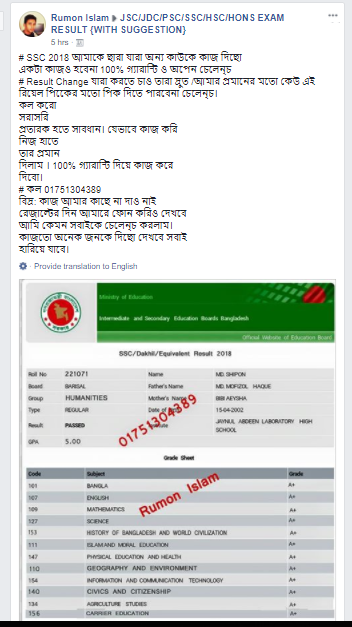 Rumon Islam ▸ JSC/JDC/PSC/SSC/HSC/HONS EXAM
RESULT {WITH SUGGESTION}
5 hrs ·
# SSC 2018 আমাকে ছারা যারা অন্য কাউকে কাজ দিছো
একটা কাজও হবেনা 100% গ্যারান্টি ও অপেন চেলেন্চ
# Result Change যারা করতে চাও তারা দ্রুত /আমার প্রমানের মতো কেউ এই
রিয়েল পিকের মতো পিক দিতে পারবেনা চেলেন্চ।
কল করো
সরাসরি
প্রতারক হতে সাবধান। যেভাবে কাজ করি
নিজ হাতে
তার প্রমান
দিলাম । 100% গ্যারান্টি দিয়ে কাজ করে
দিবো।
# কল 01751304389
বিদ্র: কাজ আমার কাছে না দাও নাই
রেজাল্টের দিন আমারে ফোন করিও দেখবে
আমি কেমন সবাইকে চেলেন্চ করলাম।
কাজতো অনেক জনকে দিছো দেখবে সবাই
হারিয়ে যাবে।
Provide translation to English
Ministry of Education
Intermediate and Secondary Education Boards Bangladesh
Official Website of Education Board
SSC/Dakhil/Equivalent Result 2018
Roll No 221071 Name MD. SHIPON
Board BARISAL Father's Name MD. MOFIZOL HAQUE
Group HUMANITIES Mother's Name BIBI AEYSHA
Type REGULAR Date of Birth 15-04-2002
Result PASSED Institute JAYNUL ABDEEN LABORATORY HIGH SCHOOL
GPA 5.00
01751304389
Grade Sheet
Code Subject Grade
101 BANGLA A+
107 ENGLISH A+
109 MATHEMATICS A+
Rumon Islam
127 SCIENCE A+
153 HISTORY OF BANGLADESH AND WORLD CIVILIZATION A+
111 ISLAM AND MORAL EDUCATION A+
147 PHYSICAL EDUCATION AND HEALTH A+
110 GEOGRAPHY AND ENVIRONMENT A+
154 INFORMATION AND COMMUNICATION TECHNOLOGY A+
140 CIVICS AND CITIZENSHIP A+
134 AGRICULTURE STUDIES A+
156 CARRIER EDUCATION A+